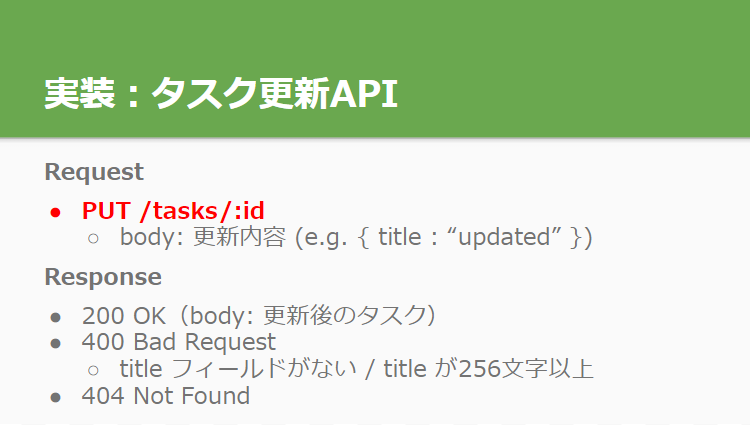 実装：タスク更新API
Request
● PUT /tasks/:id
○ body: 更新内容 (e.g. { title : “updated” })
Response
● 200 OK（body: 更新後のタスク）
● 400 Bad Request
○ title フィールドがない / title が256文字以上
● 404 Not Found